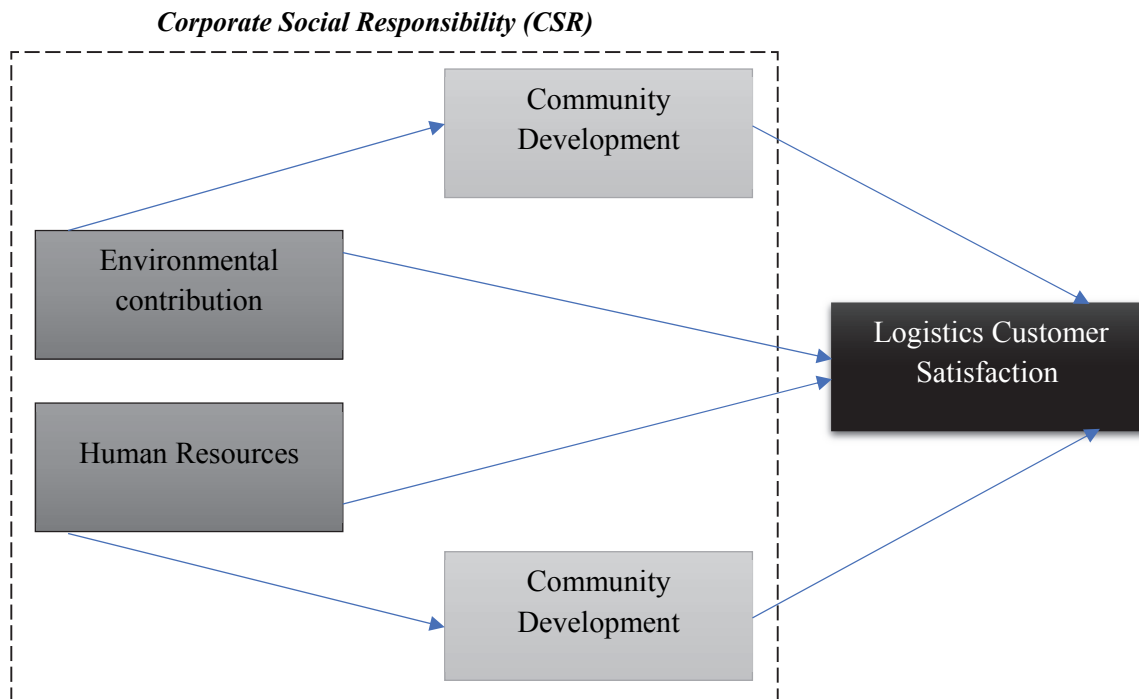 Corporate Social Responsibility (CSR)
Community
Development
Environmental
contribution
Logistics Customer
Satisfaction
Human Resources
Community
Development